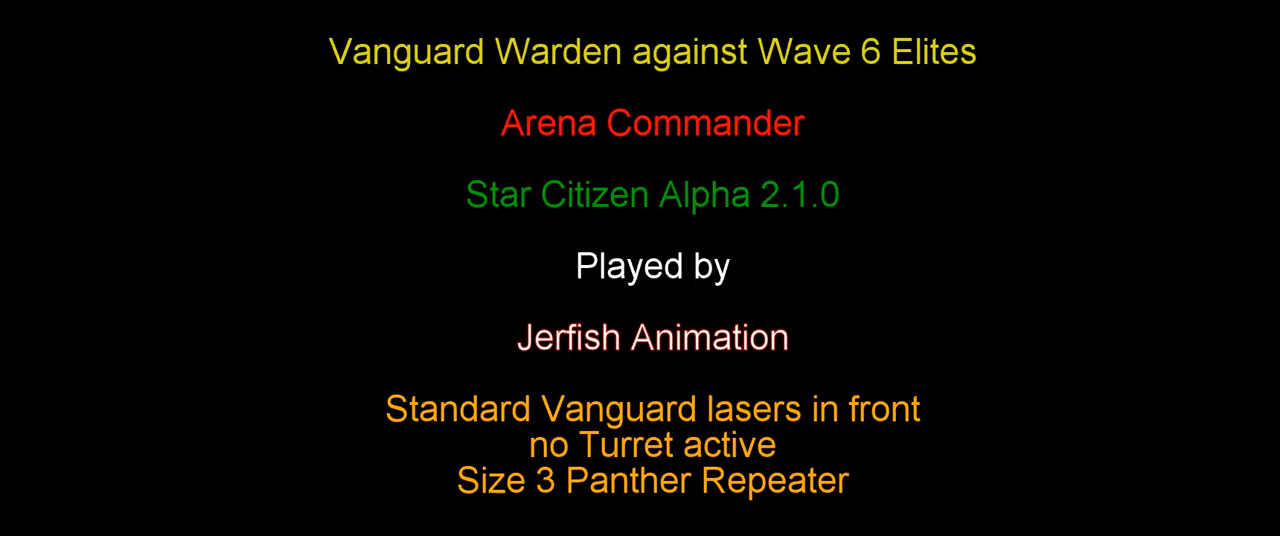 Vanguard Warden against Wave 6 Elites
Arena Commander
Star Citizen Alpha 2.1.0
Played by
Jerfish Animation
Standard Vanguard lasers in front
no Turret active
Size 3 Panther Repeater